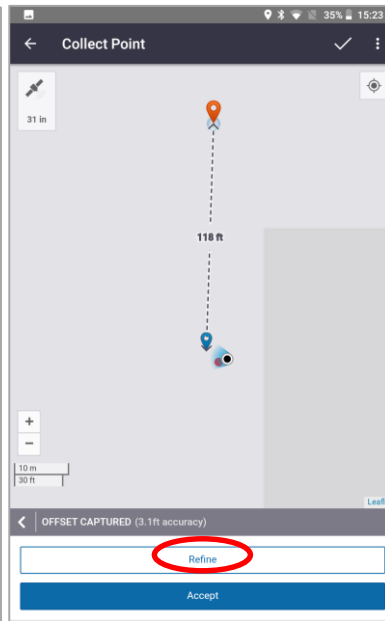 35% 15:23
Collect Point
31 in
118 ft
+
−
10 m
30 ft
Leafl
OFFSET CAPTURED (3.1ft accuracy)
Refine
Accept